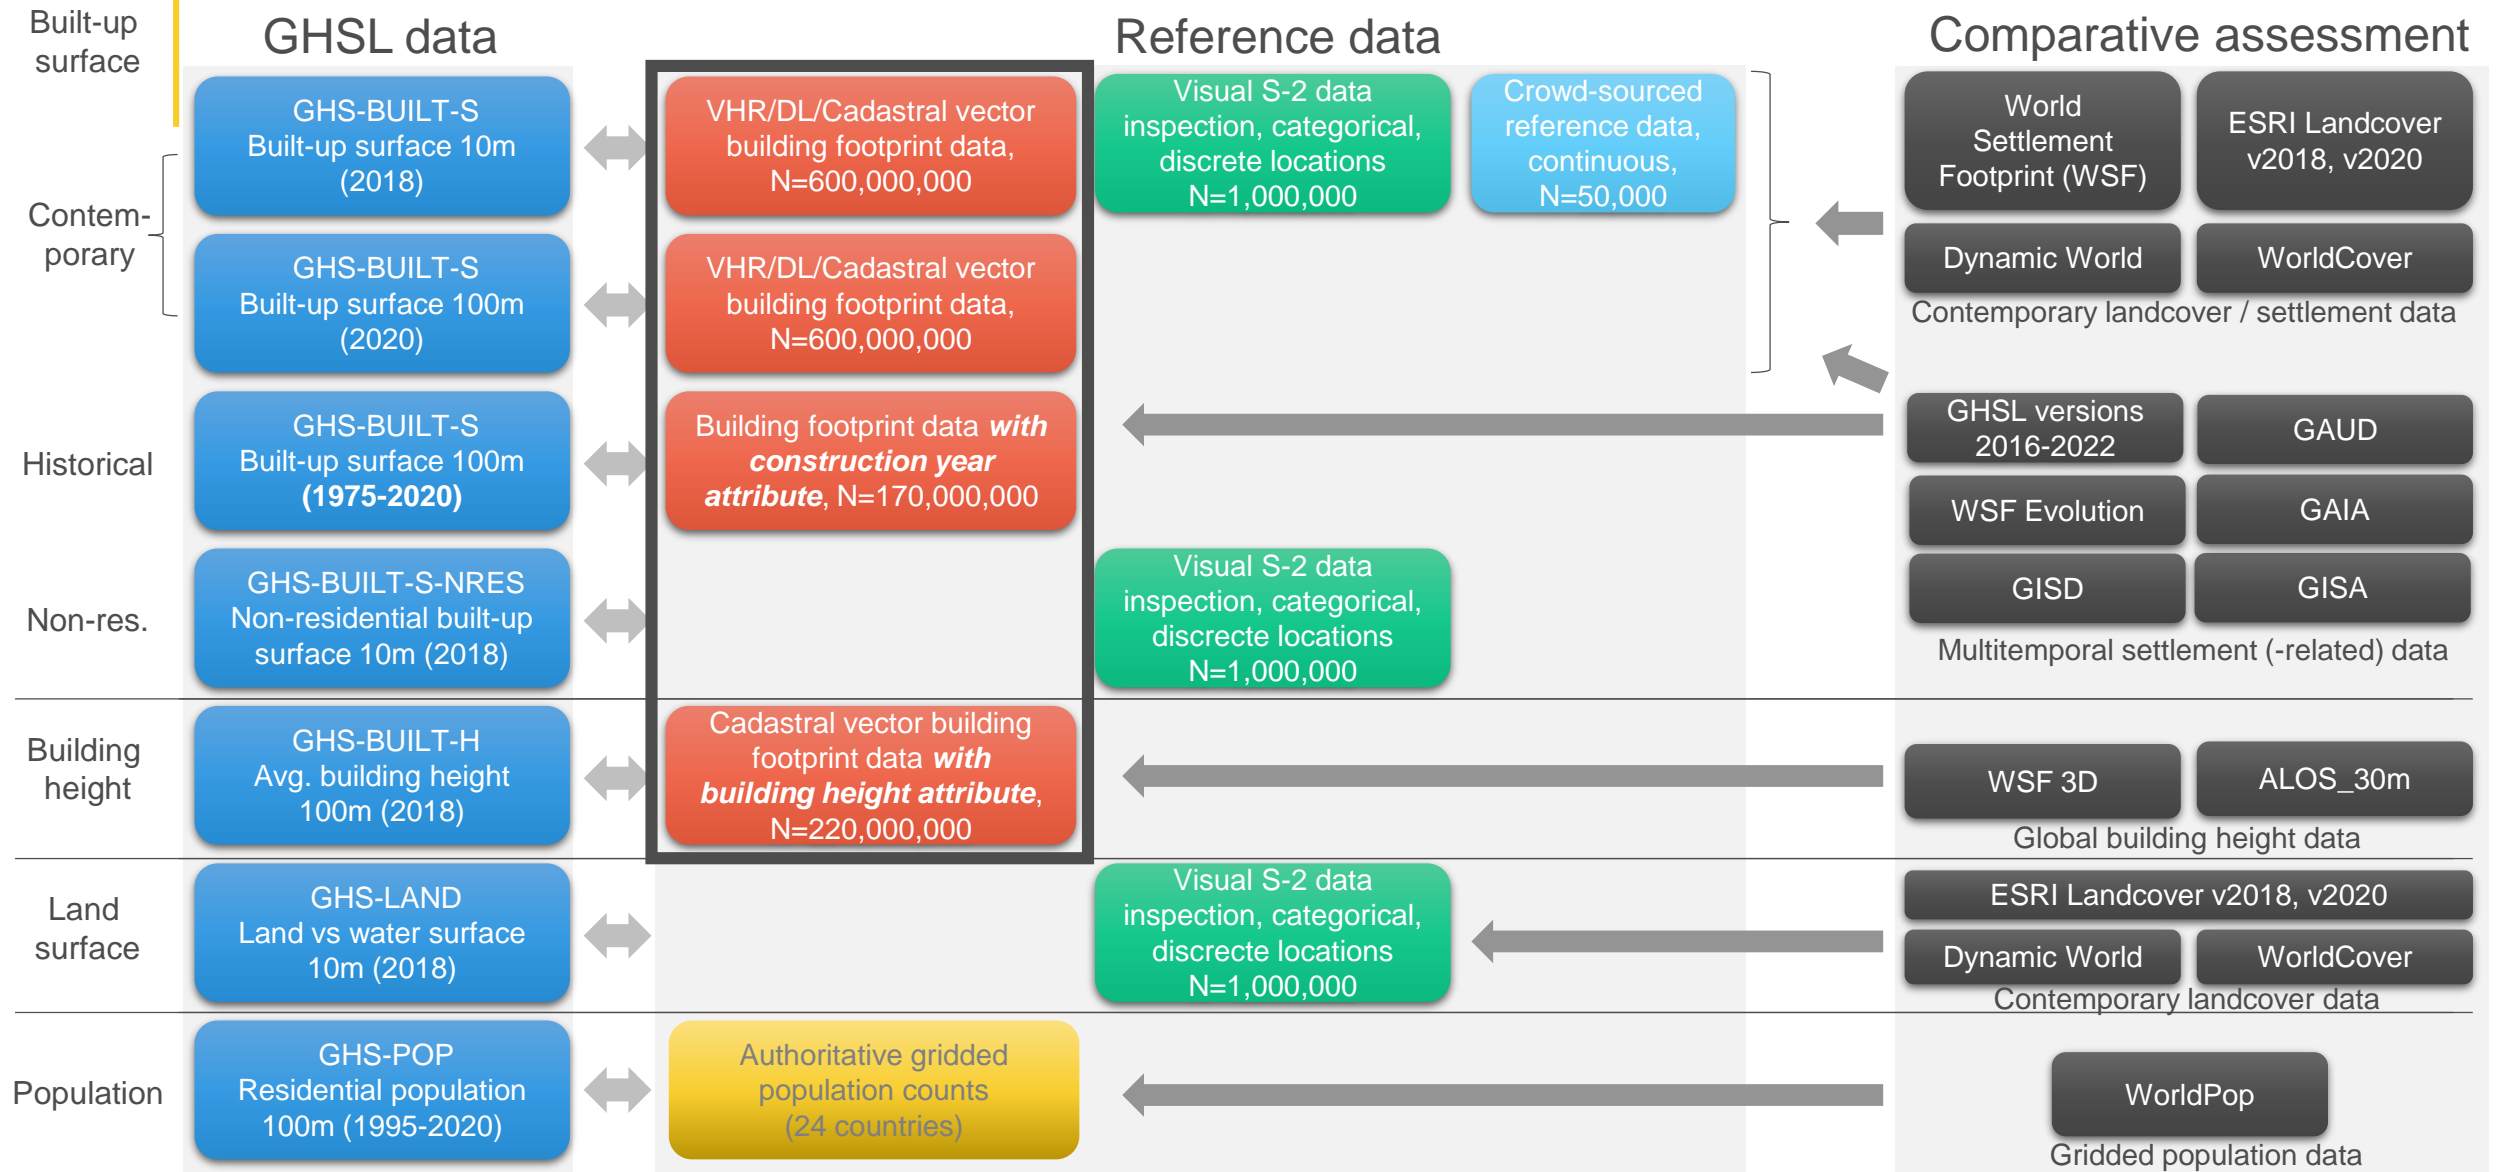 Built-up
surface
GHSL data
Reference data
Comparative assessment
GHS-BUILT-S
Built-up surface 10m
(2018)
VHR/DL/Cadastral vector
building footprint data,
N=600,000,000
Visual S-2 data
inspection, categorical,
discrete locations
N=1,000,000
Crowd-sourced
reference data,
continuous,
N=50,000
World
Settlement
Footprint (WSF)
ESRI Landcover
v2018, v2020
Contem-
porary
GHS-BUILT-S
Built-up surface 100m
(2020)
VHR/DL/Cadastral vector
building footprint data,
N=600,000,000
Dynamic World
WorldCover
Contemporary landcover / settlement data
Historical
GHS-BUILT-S
Built-up surface 100m
(1975-2020)
Building footprint data with
construction year
attribute, N=170,000,000
GHSL versions
2016-2022
GAUD
WSF Evolution
GAIA
GISD
GISA
Multitemporal settlement (-related) data
Non-res.
GHS-BUILT-S-NRES
Non-residential built-up
surface 10m (2018)
Visual S-2 data
inspection, categorical,
discrecte locations
N=1,000,000
Building
height
GHS-BUILT-H
Avg. building height
100m (2018)
Cadastral vector building
footprint data with
building height attribute,
N=220,000,000
WSF 3D
ALOS_30m
Global building height data
Land
surface
GHS-LAND
Land vs water surface
10m (2018)
Visual S-2 data
inspection, categorical,
discrecte locations
N=1,000,000
ESRI Landcover v2018, v2020
Dynamic World
WorldCover
Contemporary landcover data
Population
GHS-POP
Residential population
100m (1995-2020)
Authoritative gridded
population counts
(24 countries)
WorldPop
Gridded population data